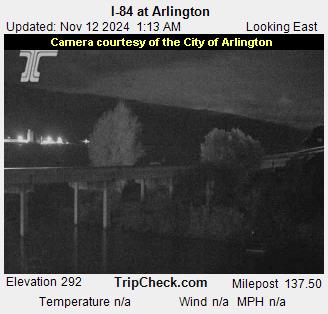 I-84 at Arlington
Updated: Nov 12 2024 1:13 AM Looking East
Camera courtesy of the City of Arlington
Elevation 292 TripCheck.com Milepost 137.50
Temperature n/a Wind n/a MPH n/a